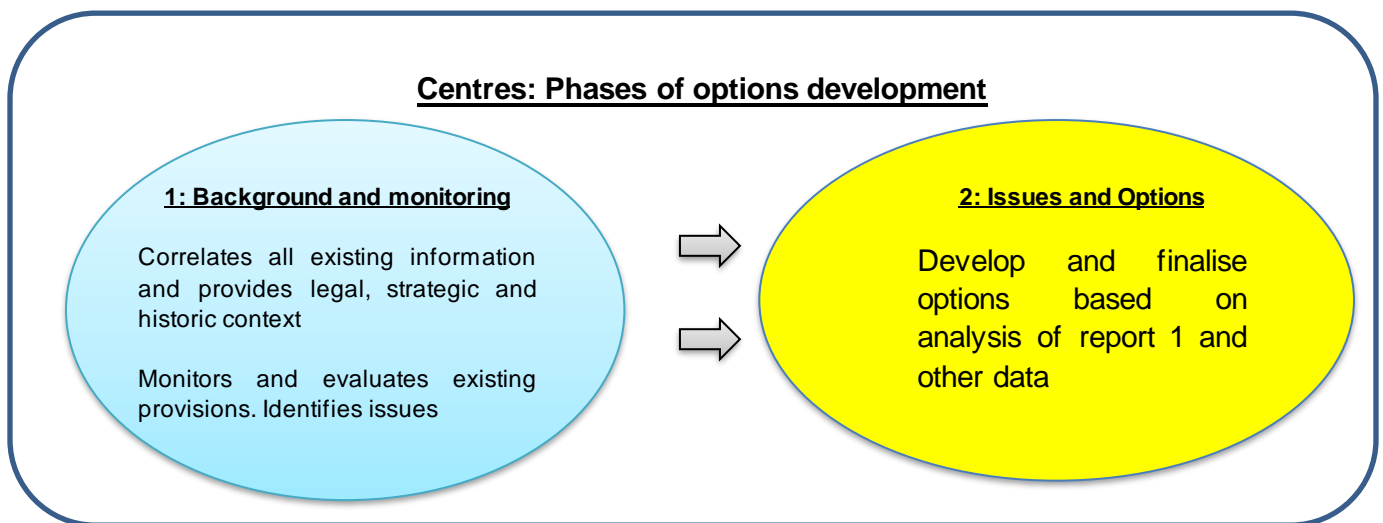 Centres: Phases of options development
1: Background and monitoring
Correlates all existing information
and provides legal, strategic and
historic context
Monitors and evaluates existing
provisions. Identifies issues
2: Issues and Options
Develop and finalise
options based on
analysis of report 1 and
other data